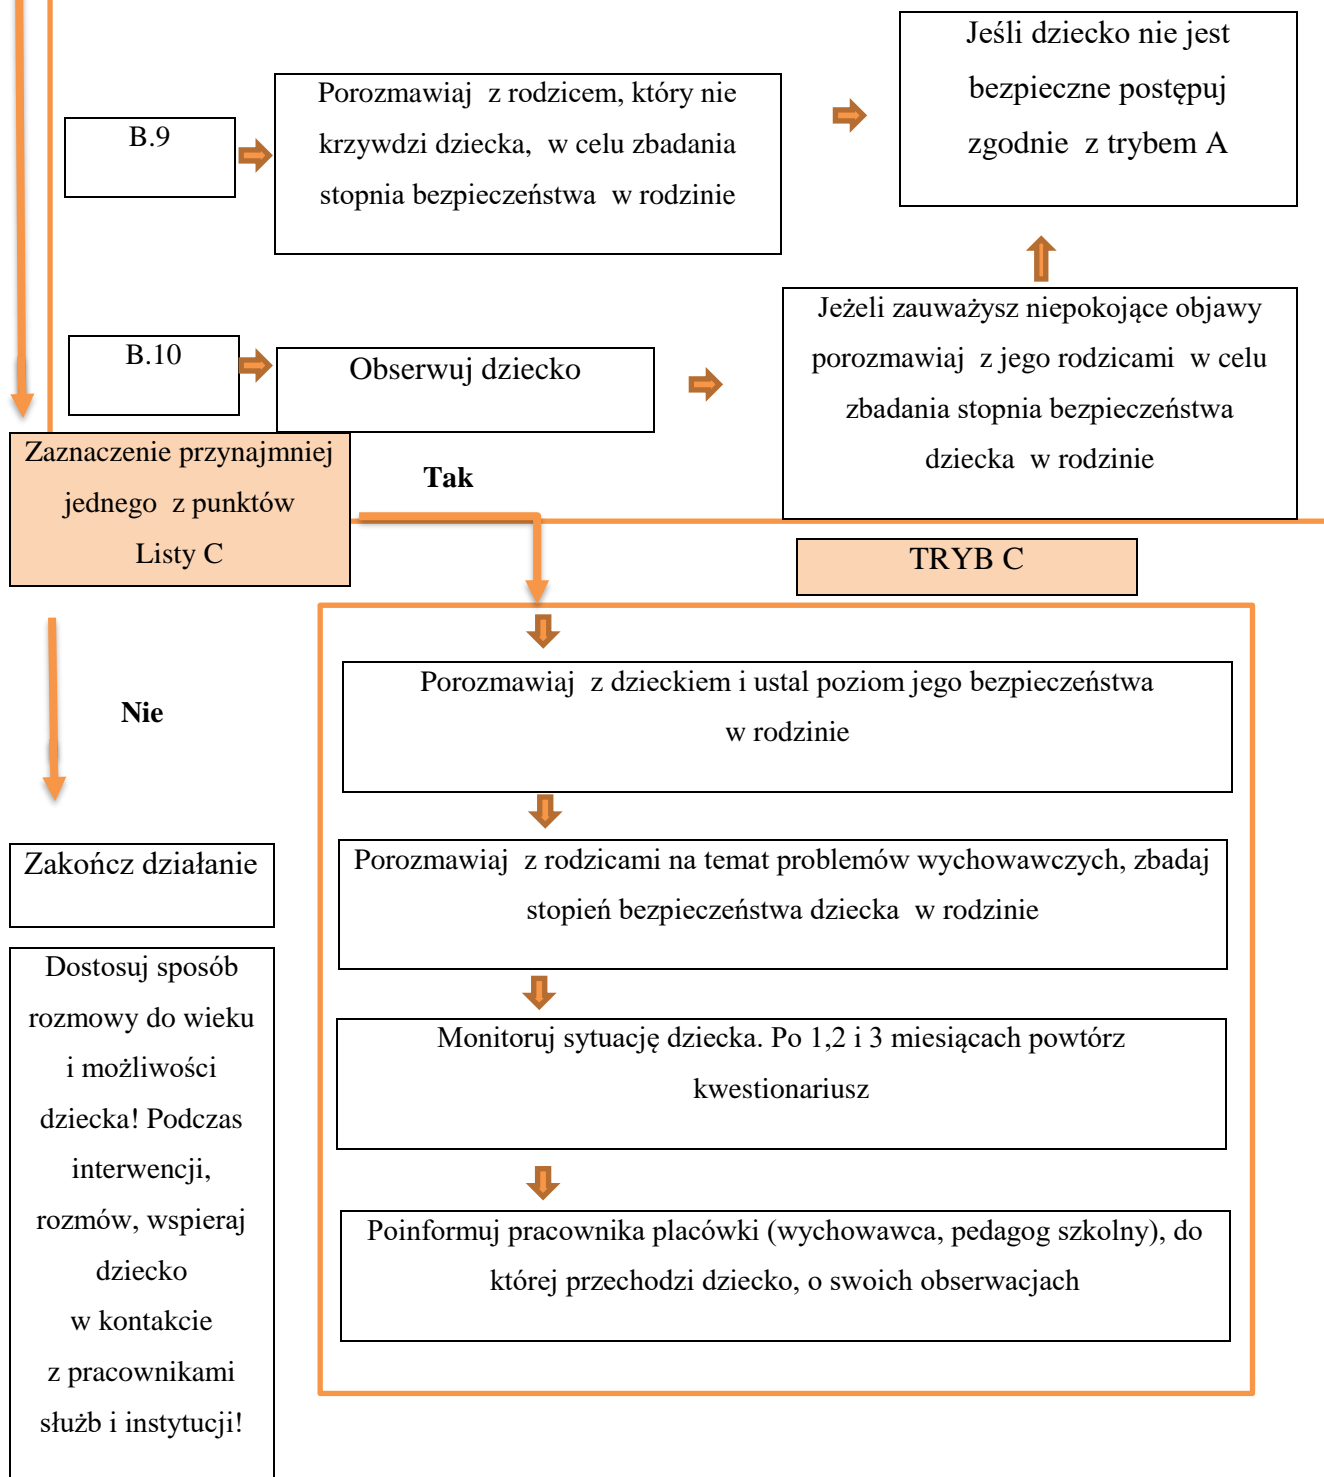 B.9
Porozmawiaj z rodzicem, który nie
krzywdzi dziecka, w celu zbadania
stopnia bezpieczeństwa w rodzinie
Jeśli dziecko nie jest
bezpieczne postępuj
zgodnie z trybem A
B.10
Obserwuj dziecko
Jeżeli zauważysz niepokojące objawy
porozmawiaj z jego rodzicami w celu
zbadania stopnia bezpieczeństwa
dziecka w rodzinie
Zaznaczenie przynajmniej
jednego z punktów
Listy C
Tak
TRYB C
Nie
Porozmawiaj z dzieckiem i ustal poziom jego bezpieczeństwa
w rodzinie
Porozmawiaj z rodzicami na temat problemów wychowawczych, zbadaj
stopień bezpieczeństwa dziecka w rodzinie
Monitoruj sytuację dziecka. Po 1,2 i 3 miesiącach powtórz
kwestionariusz
Poinformuj pracownika placówki (wychowawca, pedagog szkolny), do
której przechodzi dziecko, o swoich obserwacjach
Zakończ działanie
Dostosuj sposób
rozmowy do wieku
i możliwości
dziecka! Podczas
interwencji,
rozmów, wspieraj
dziecko
w kontakcie
z pracownikami
służb i instytucji!